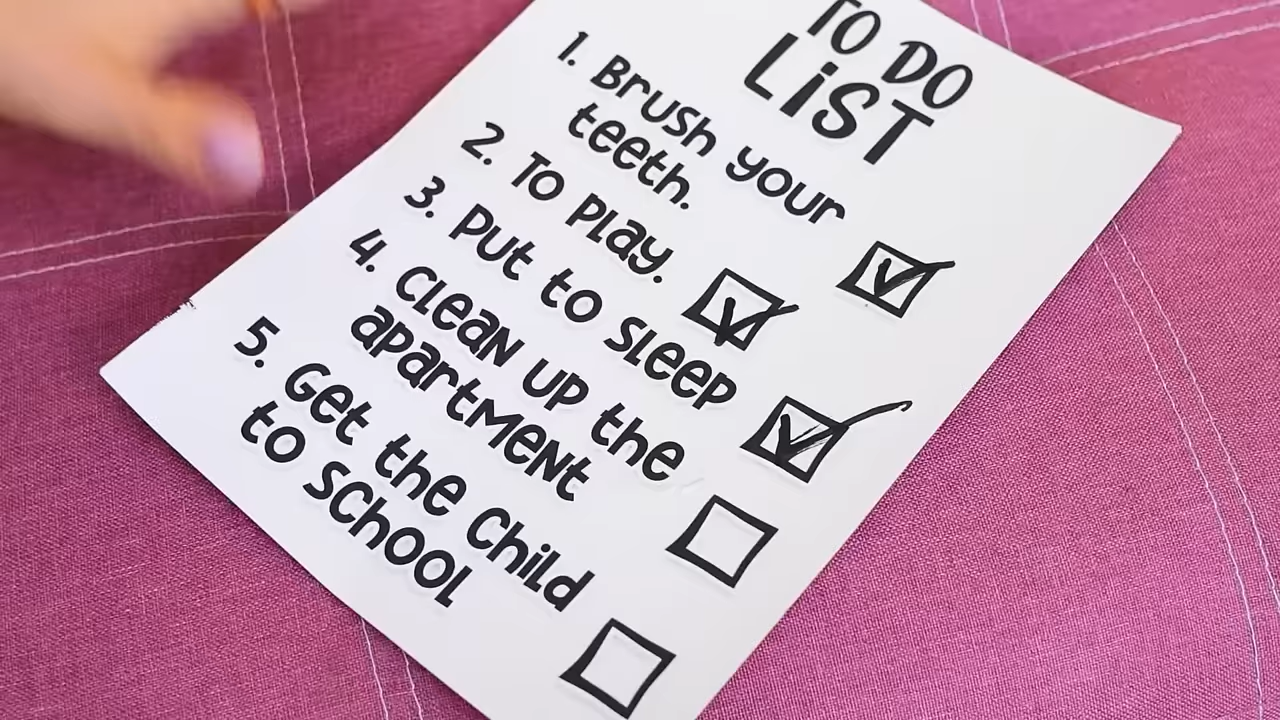 TO DO
LiST
1. Brush your
teeth.
2. To Play.
3. Put to sleep
4. Clean up the
apartment
5. Get the Child
to school